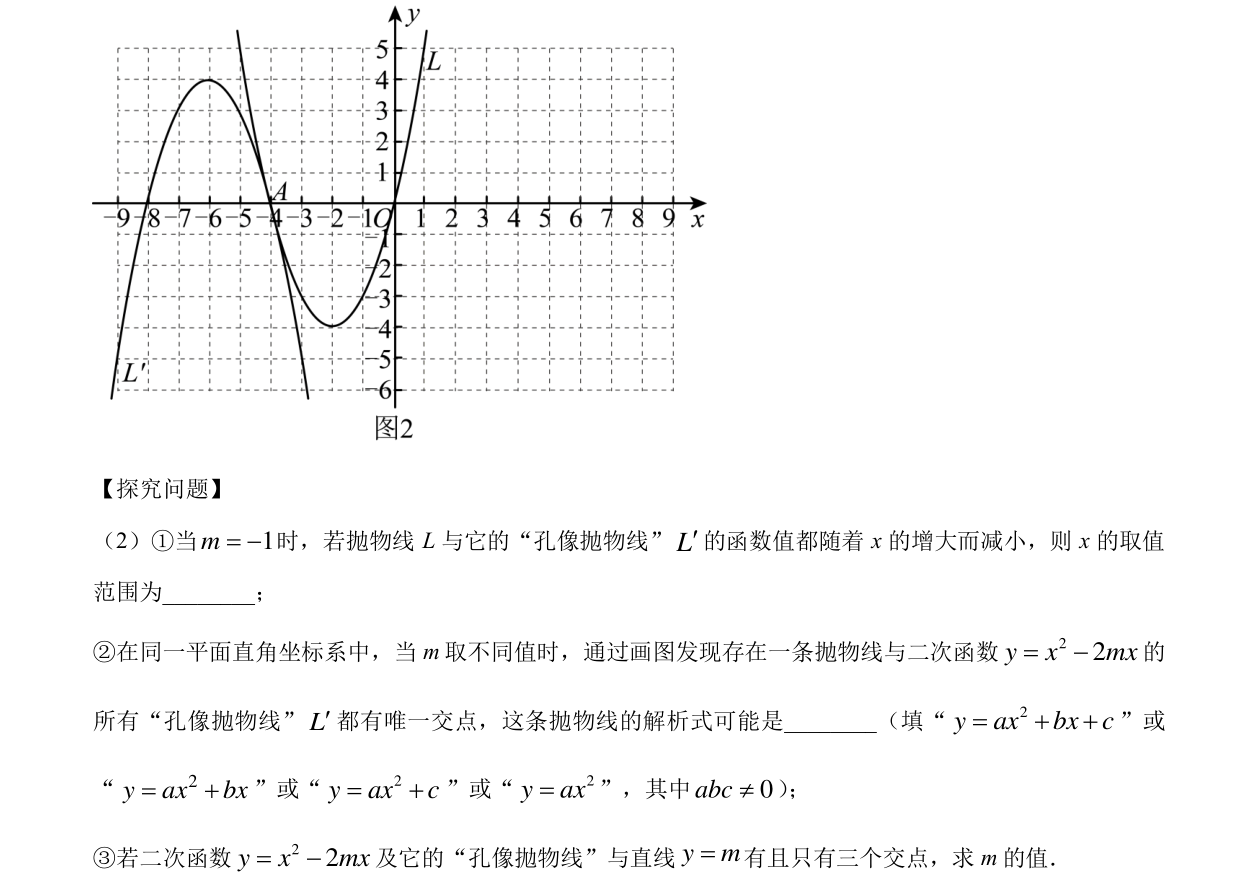 y
5
L
4
3
2
1
A
−9 −8 −7 −6 −5 −4 −3 −2 −1 O 1 2 3 4 5 6 7 8 9 x
−1
−2
−3
−4
−5
L′
−6
图2
【探究问题】
（2）①当 m = −1时，若抛物线 L 与它的“孔像抛物线” L′ 的函数值都随着 x 的增大而减小，则 x 的取值
范围为________；
②在同一平面直角坐标系中，当 m 取不同值时，通过画图发现存在一条抛物线与二次函数 y = x² − 2mx 的
所有“孔像抛物线” L′ 都有唯一交点，这条抛物线的解析式可能是________（填“ y = ax² + bx + c ”或
“ y = ax² + bx ”或“ y = ax² + c ”或“ y = ax² ”，其中 abc ≠ 0 ）；
③若二次函数 y = x² − 2mx 及它的“孔像抛物线”与直线 y = m 有且只有三个交点，求 m 的值．